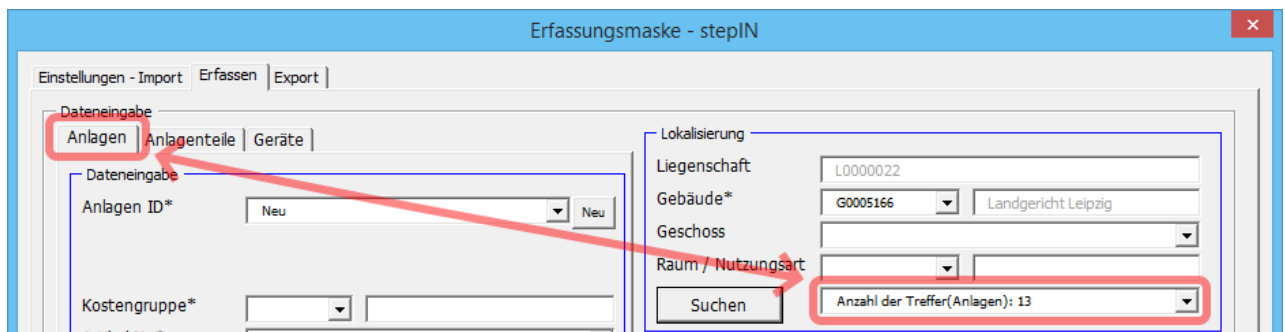 Erfassungsmaske - stepIN
Einstellungen - Import Erfassen Export
Dateneingabe
Anlagen Anlagenteile Geräte
Dateneingabe
Anlagen ID* Neu Neu
Kostengruppe*
Lokalisierung
Liegenschaft L0000022
Gebäude* G0005166 Landgericht Leipzig
Geschoss
Raum / Nutzungsart
Suchen Anzahl der Treffer(Anlagen): 13